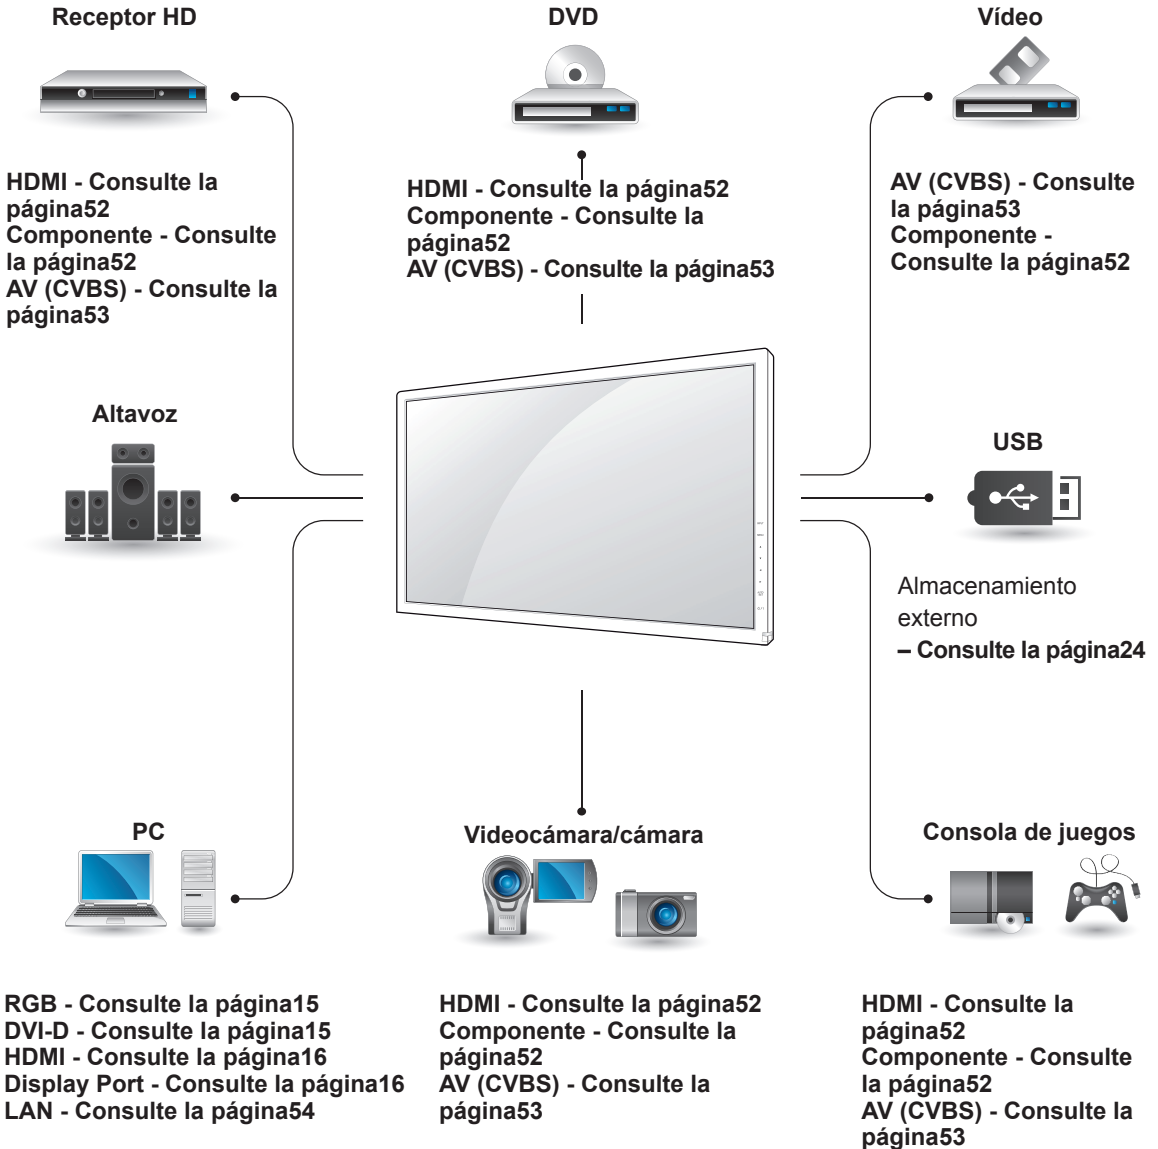 Receptor HD
HDMI - Consulte la
página52
Componente - Consulte
la página52
AV (CVBS) - Consulte la
página53
DVD
HDMI - Consulte la página52
Componente - Consulte la
página52
AV (CVBS) - Consulte la página53
Vídeo
AV (CVBS) - Consulte
la página53
Componente -
Consulte la página52
Altavoz
USB
Almacenamiento
externo
– Consulte la página24
PC
RGB - Consulte la página15
DVI-D - Consulte la página15
HDMI - Consulte la página16
Display Port - Consulte la página16
LAN - Consulte la página54
Videocámara/cámara
HDMI - Consulte la página52
Componente - Consulte la
página52
AV (CVBS) - Consulte la
página53
Consola de juegos
HDMI - Consulte la
página52
Componente - Consulte
la página52
AV (CVBS) - Consulte la
página53